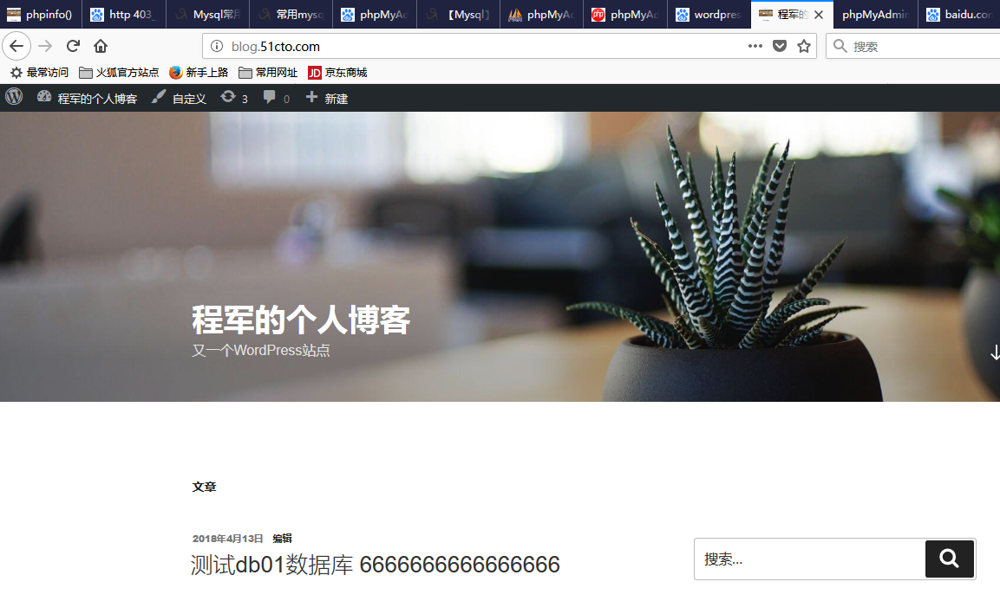 phpinfo() http 403_ Mysql常用 常用mysq phpMyAd 【Mysql】 phpMyAd phpMyAd wordpres 程军的 phpMyAdmin baidu.com
blog.51cto.com 搜索
最常访问 火狐官方站点 新手上路 常用网址 JD 京东商城
程军的个人博客 自定义 3 0 新建
程军的个人博客
又一个WordPress站点
文章
2018年4月13日 编辑
测试db01数据库 6666666666666666
搜索...